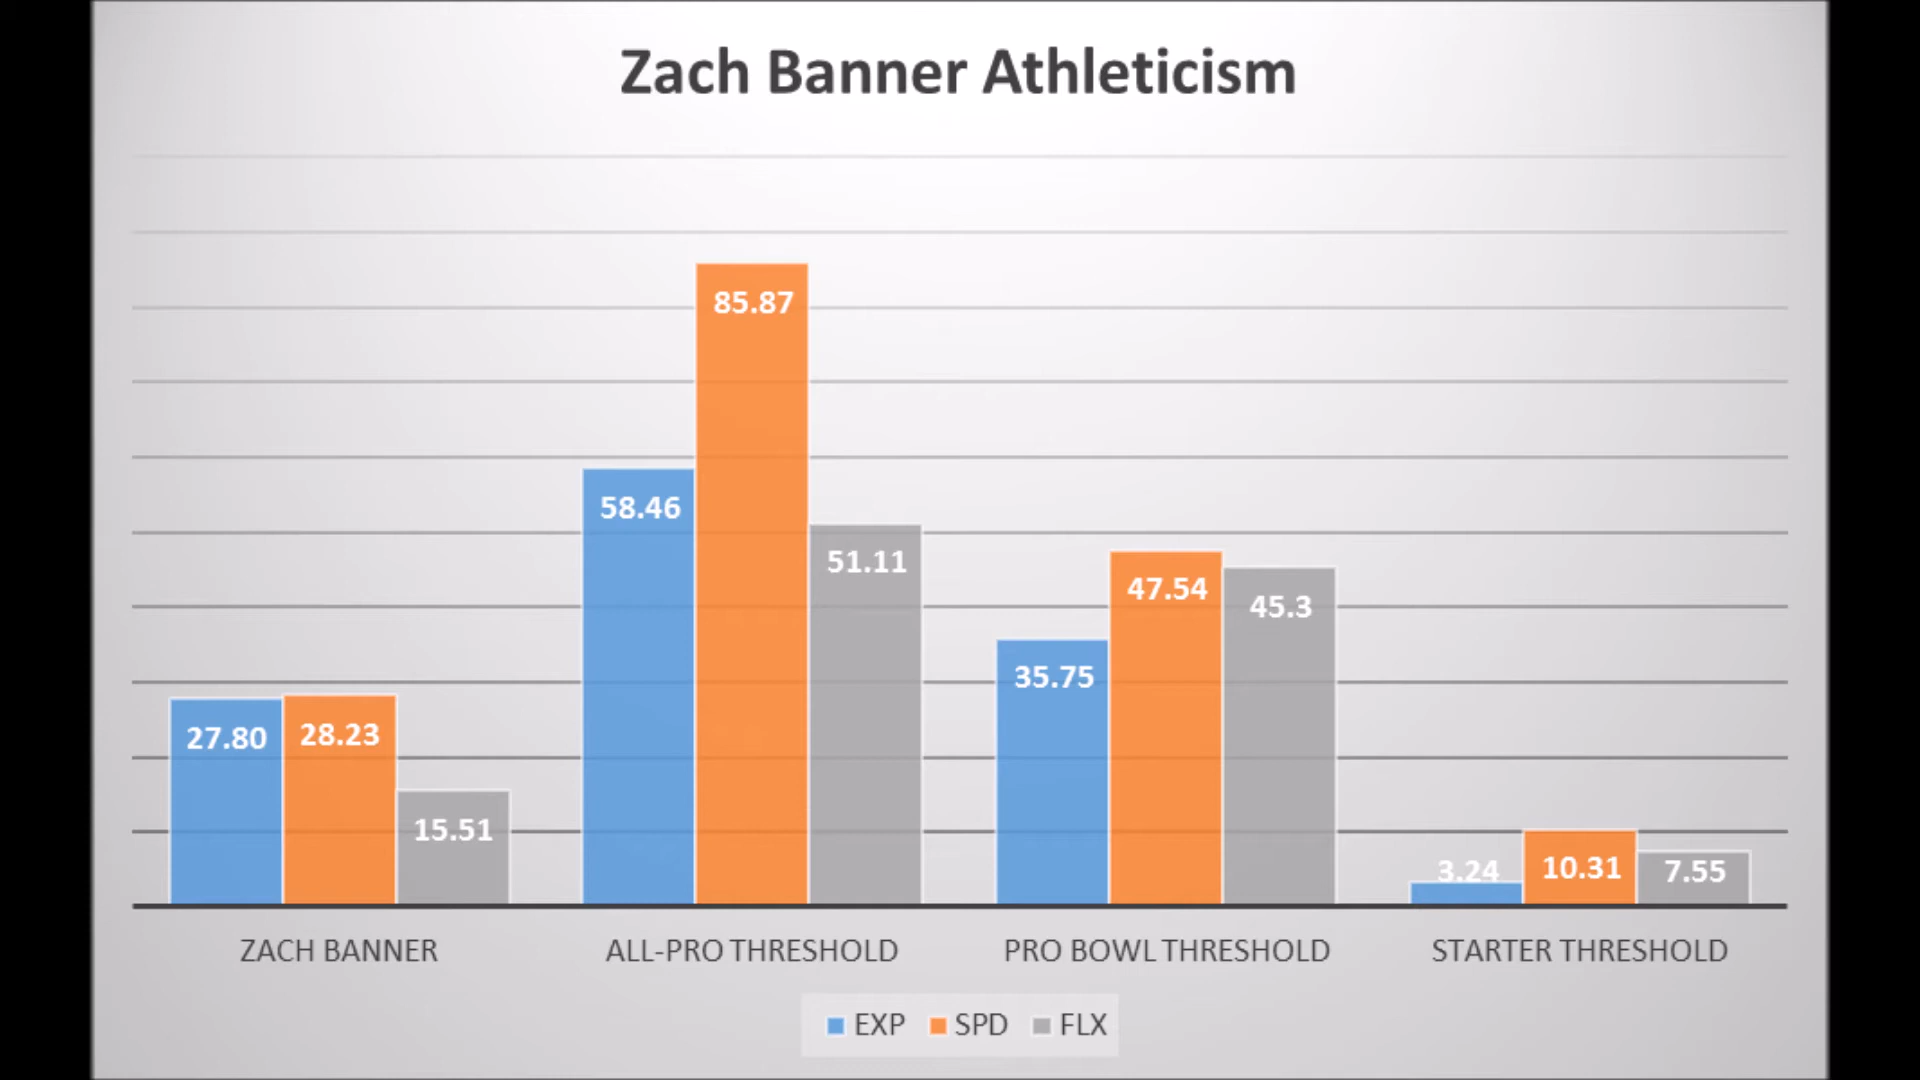 Zach Banner Athleticism
85.87
58.46
51.11
47.54
45.3
35.75
27.80 28.23
15.51
3.24 10.31 7.55
ZACH BANNER ALL-PRO THRESHOLD PRO BOWL THRESHOLD STARTER THRESHOLD
EXP SPD FLX